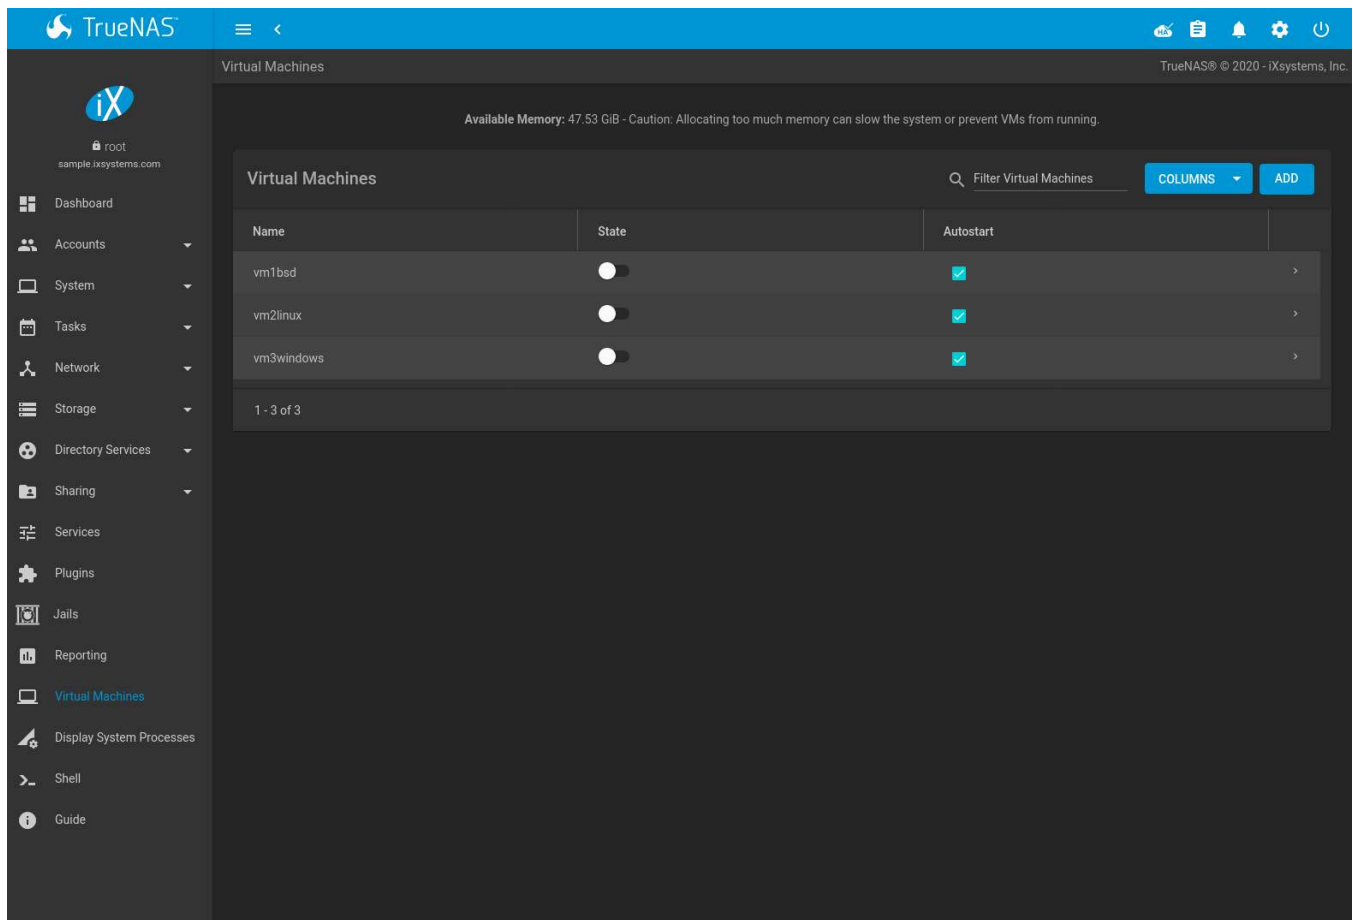 TrueNAS™
HA
Virtual Machines
TrueNAS® © 2020 - iXsystems, Inc.
iX
root
sample.ixsystems.com
Dashboard
Accounts
System
Tasks
Network
Storage
Directory Services
Sharing
Services
Plugins
Jails
Reporting
Virtual Machines
Display System Processes
Shell
Guide
Available Memory: 47.53 GiB - Caution: Allocating too much memory can slow the system or prevent VMs from running.
Virtual Machines
Filter Virtual Machines
COLUMNS
ADD
Name State Autostart
vm1bsd
vm2linux
vm3windows
1 - 3 of 3